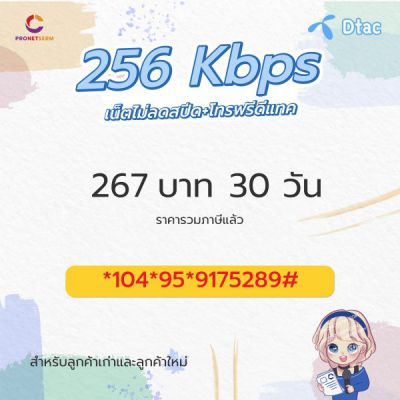 PRONETSERM
Dtac
256 Kbps
เน็ตไม่ลดสปีด+โทรฟรีดีแทค
267 บาท 30 วัน
ราคารวมภาษีแล้ว
*104*95*9175289#
สำหรับลูกค้าเก่าและลูกค้าใหม่